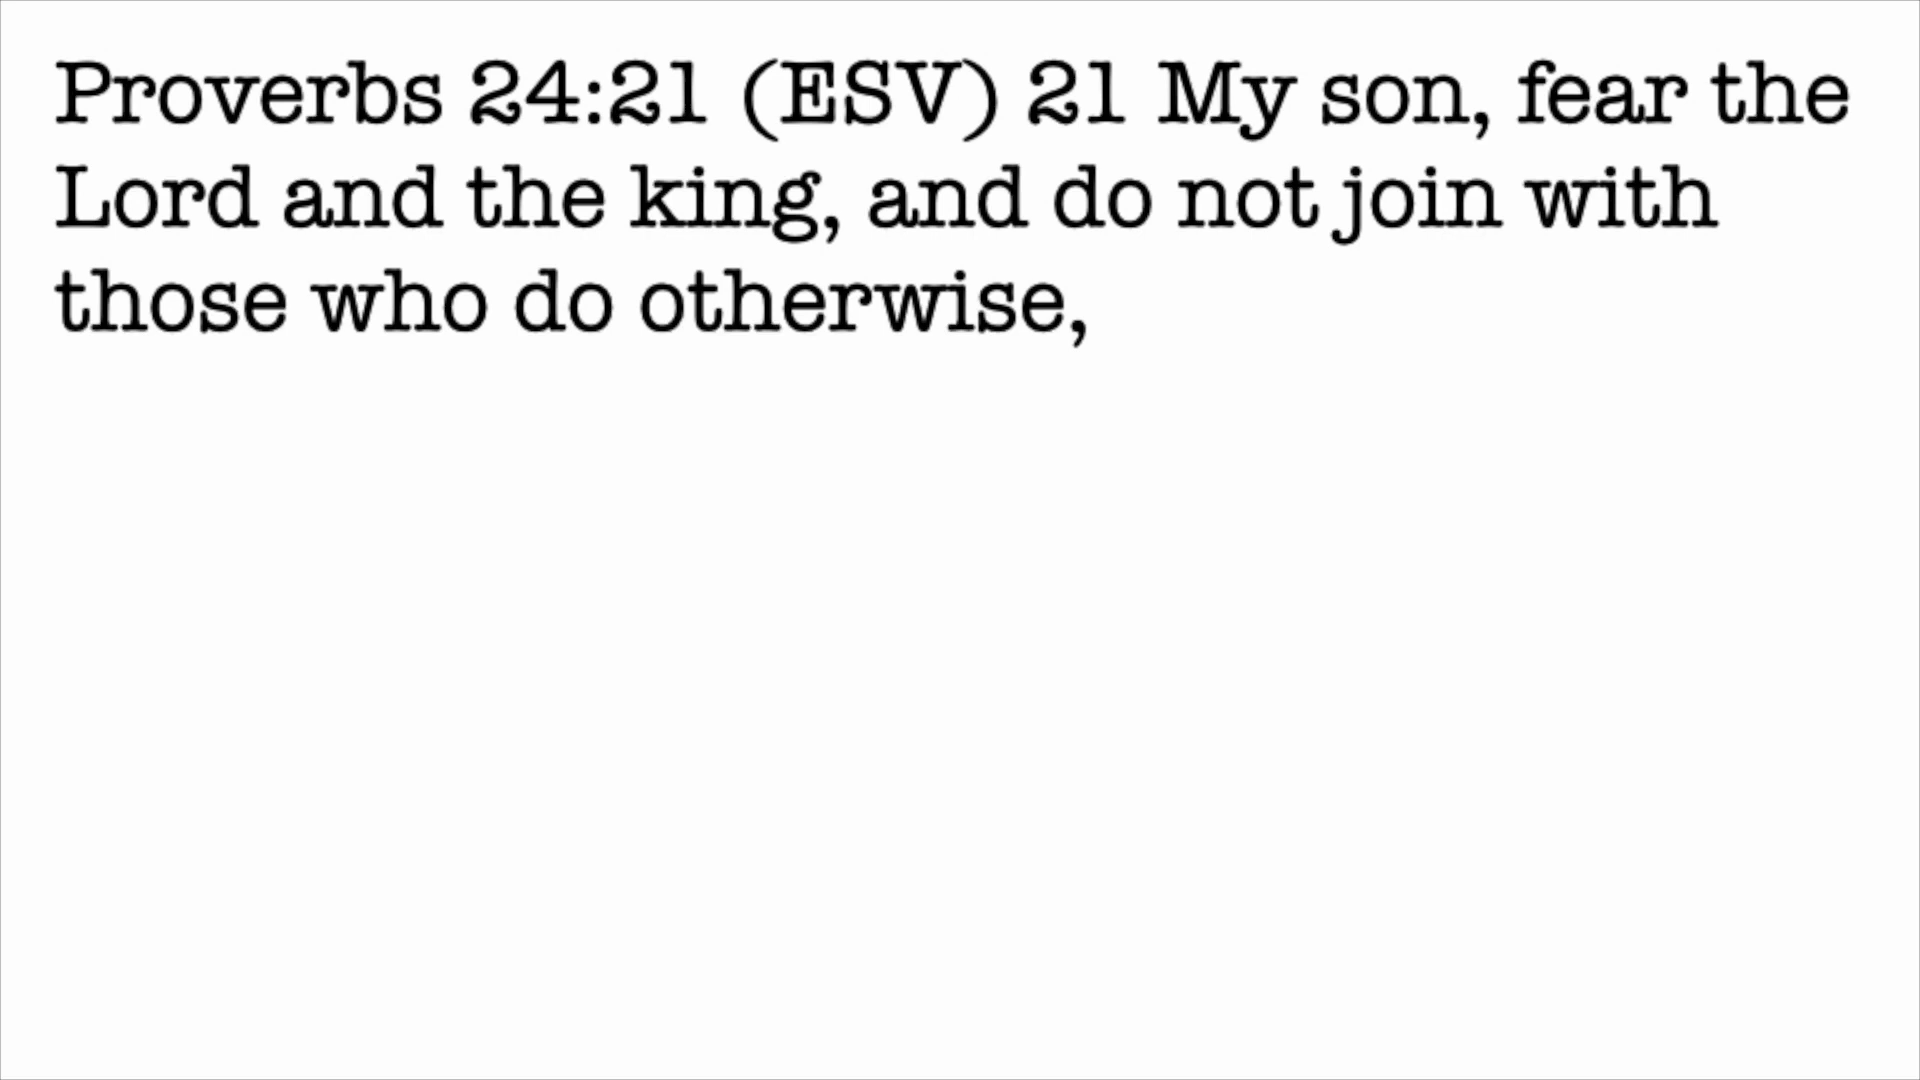 Proverbs 24:21 (ESV) 21 My son, fear the
Lord and the king, and do not join with
those who do otherwise,